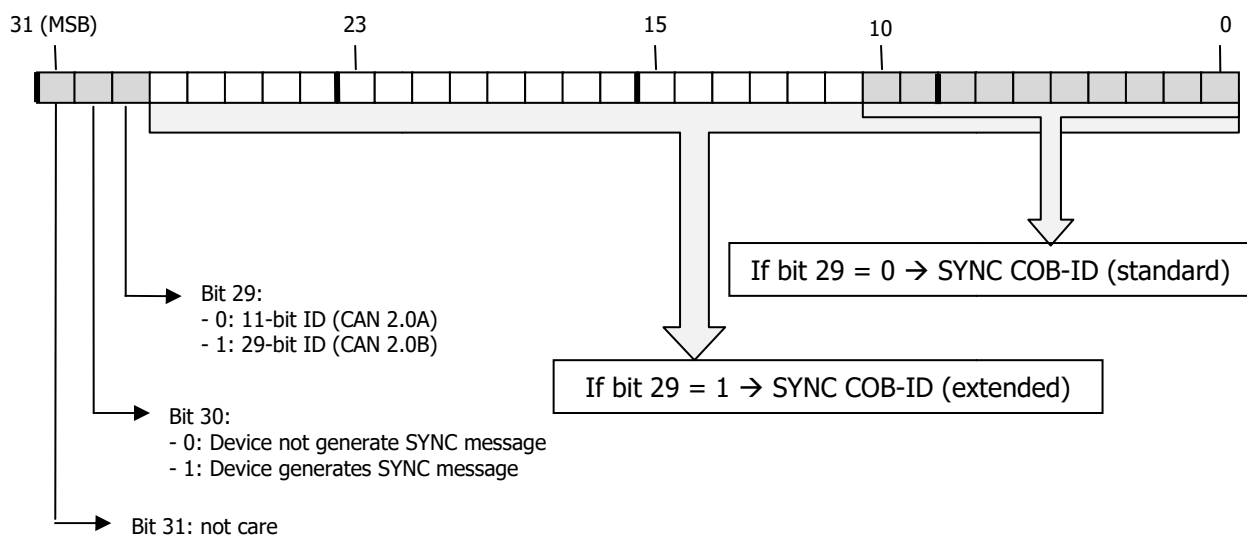 31 (MSB) 23 15 10 0
If bit 29 = 0 → SYNC COB-ID (standard)
Bit 29:
- 0: 11-bit ID (CAN 2.0A)
- 1: 29-bit ID (CAN 2.0B)
If bit 29 = 1 → SYNC COB-ID (extended)
Bit 30:
- 0: Device not generate SYNC message
- 1: Device generates SYNC message
Bit 31: not care